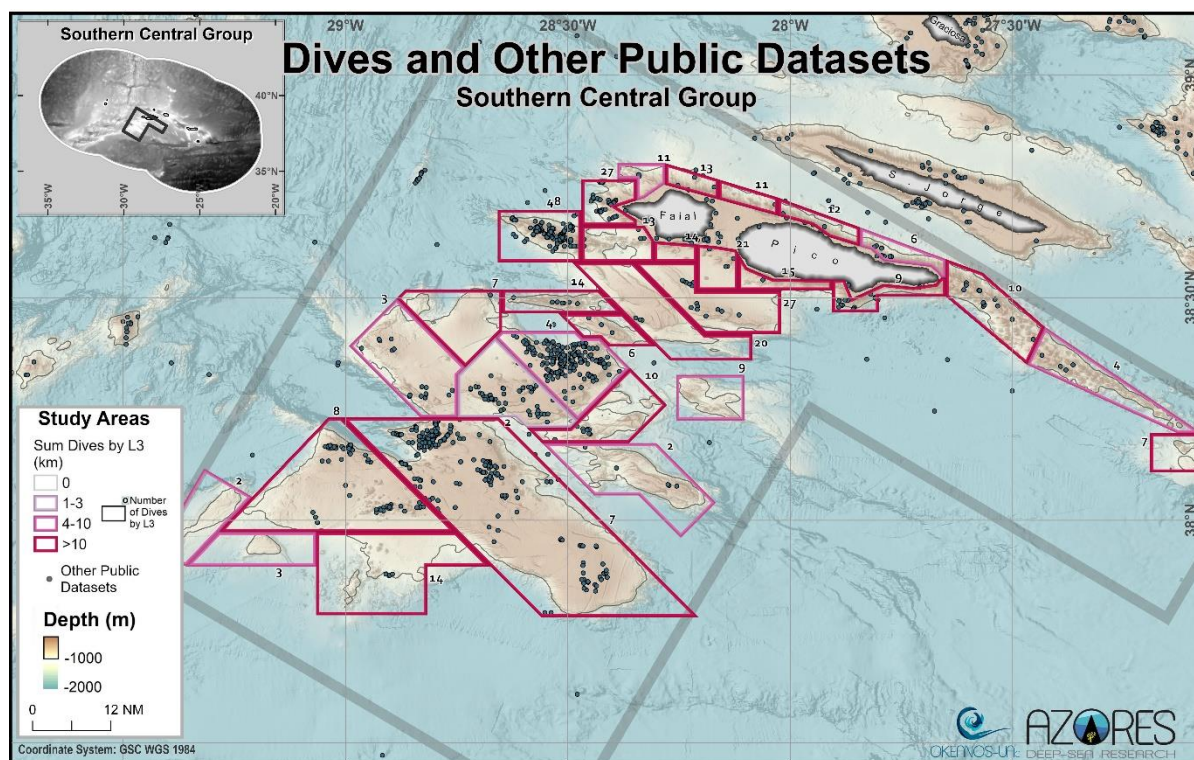 Southern Central Group
Dives and Other Public Datasets
Southern Central Group
29°W
28°30'W
28°W
27°30'W
40°N
35°N
35°W
30°W
25°W
20°W
Graciosa
S. Jorge
Faial
Pico
11
13
27
11
48
12
13
14
21
6
15
9
10
7
14
3
27
4
6
20
10
9
4
8
2
2
7
2
7
3
14
38°30'N
38°N
Study Areas
Sum Dives by L3
(km)
0
1-3
4-10
>10
Number
of Dives
by L3
Other Public
Datasets
Depth (m)
-1000
-2000
0
12 NM
Coordinate System: GSC WGS 1984
OKEANOS-UAc
AZORES
DEEP-SEA RESEARCH